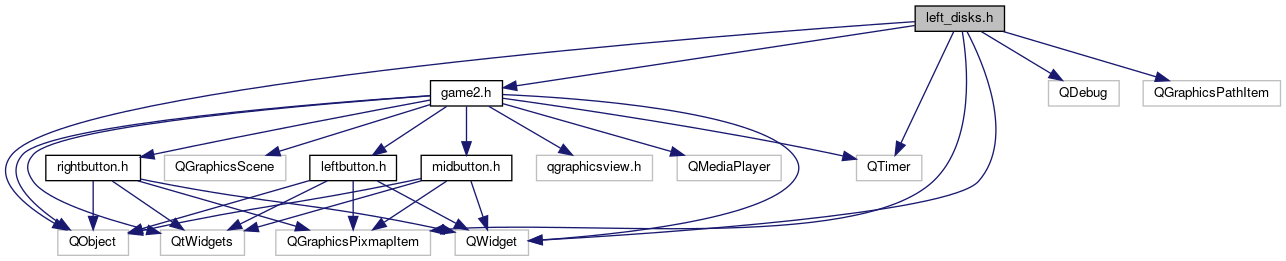 left_disks.h
game2.h
QDebug
QGraphicsPathItem
rightbutton.h
QGraphicsScene
leftbutton.h
midbutton.h
qgraphicsview.h
QMediaPlayer
QTimer
QObject
QtWidgets
QGraphicsPixmapItem
QWidget